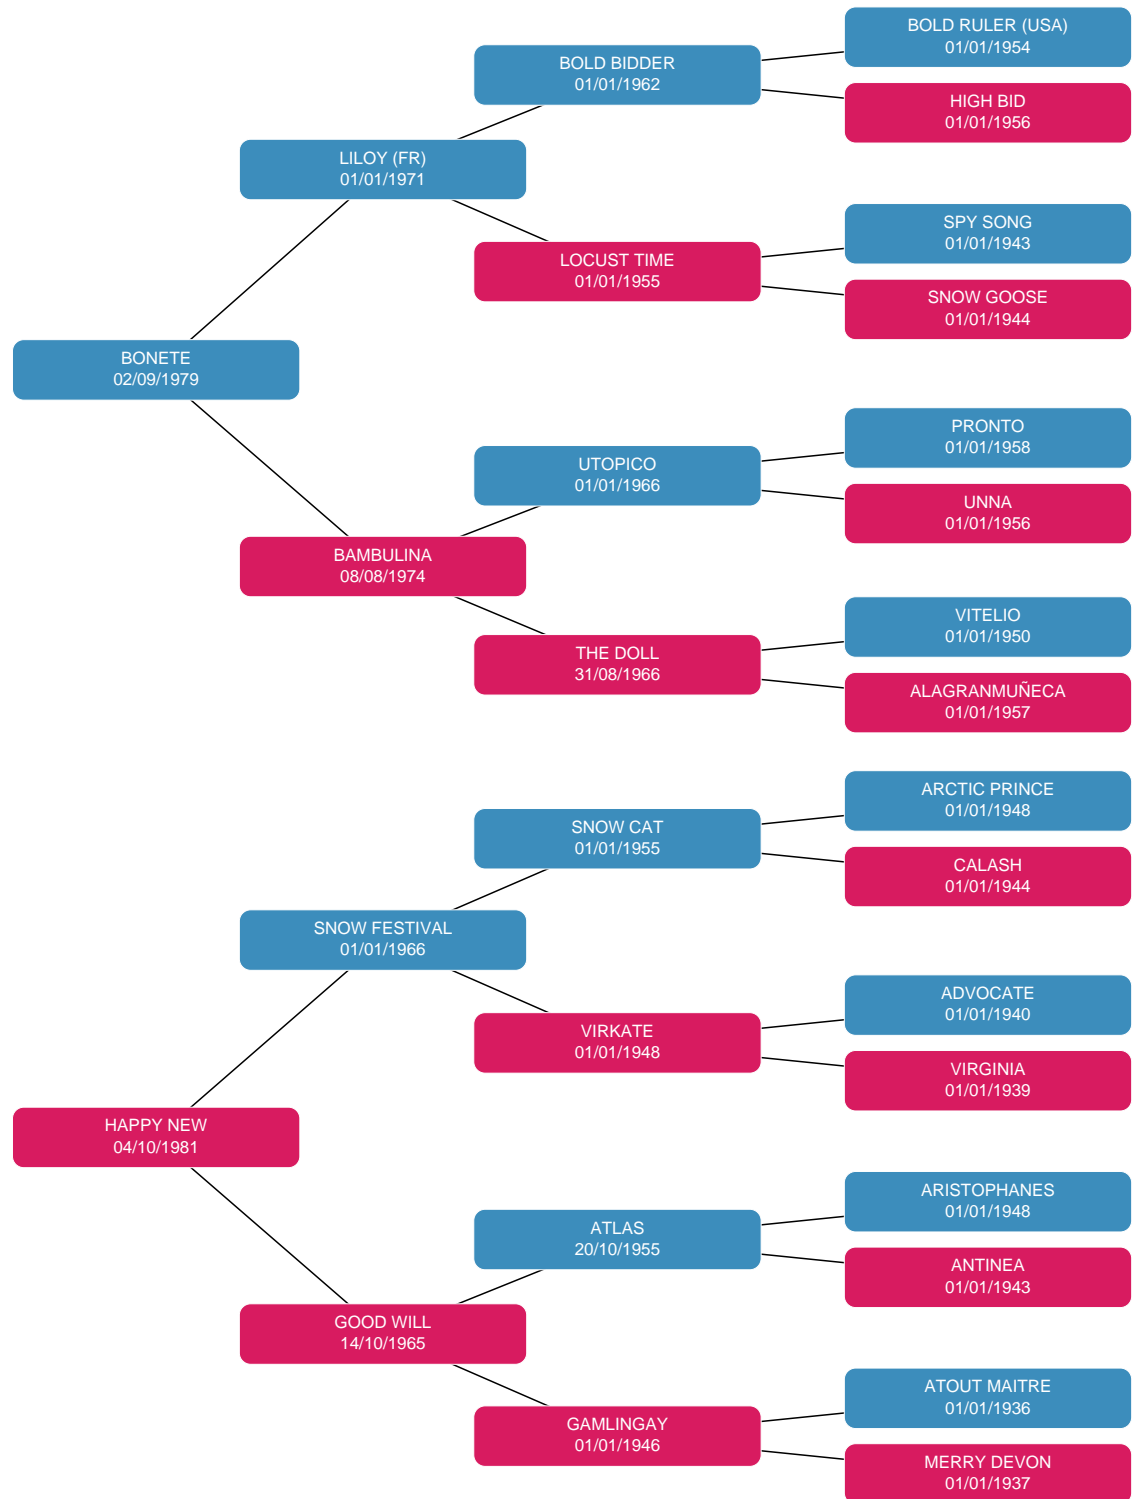 BOLD RULER (USA)
01/01/1954
BOLD BIDDER
01/01/1962
HIGH BID
01/01/1956
LILOY (FR)
01/01/1971
SPY SONG
01/01/1943
LOCUST TIME
01/01/1955
SNOW GOOSE
01/01/1944
BONETE
02/09/1979
PRONTO
01/01/1958
UTOPICO
01/01/1966
UNNA
01/01/1956
BAMBULINA
08/08/1974
VITELIO
01/01/1950
THE DOLL
31/08/1966
ALAGRANMUÑECA
01/01/1957
ARCTIC PRINCE
01/01/1948
SNOW CAT
01/01/1955
CALASH
01/01/1944
SNOW FESTIVAL
01/01/1966
ADVOCATE
01/01/1940
VIRKATE
01/01/1948
VIRGINIA
01/01/1939
HAPPY NEW
04/10/1981
ARISTOPHANES
01/01/1948
ATLAS
20/10/1955
ANTINEA
01/01/1943
GOOD WILL
14/10/1965
ATOUT MAITRE
01/01/1936
GAMLINGAY
01/01/1946
MERRY DEVON
01/01/1937